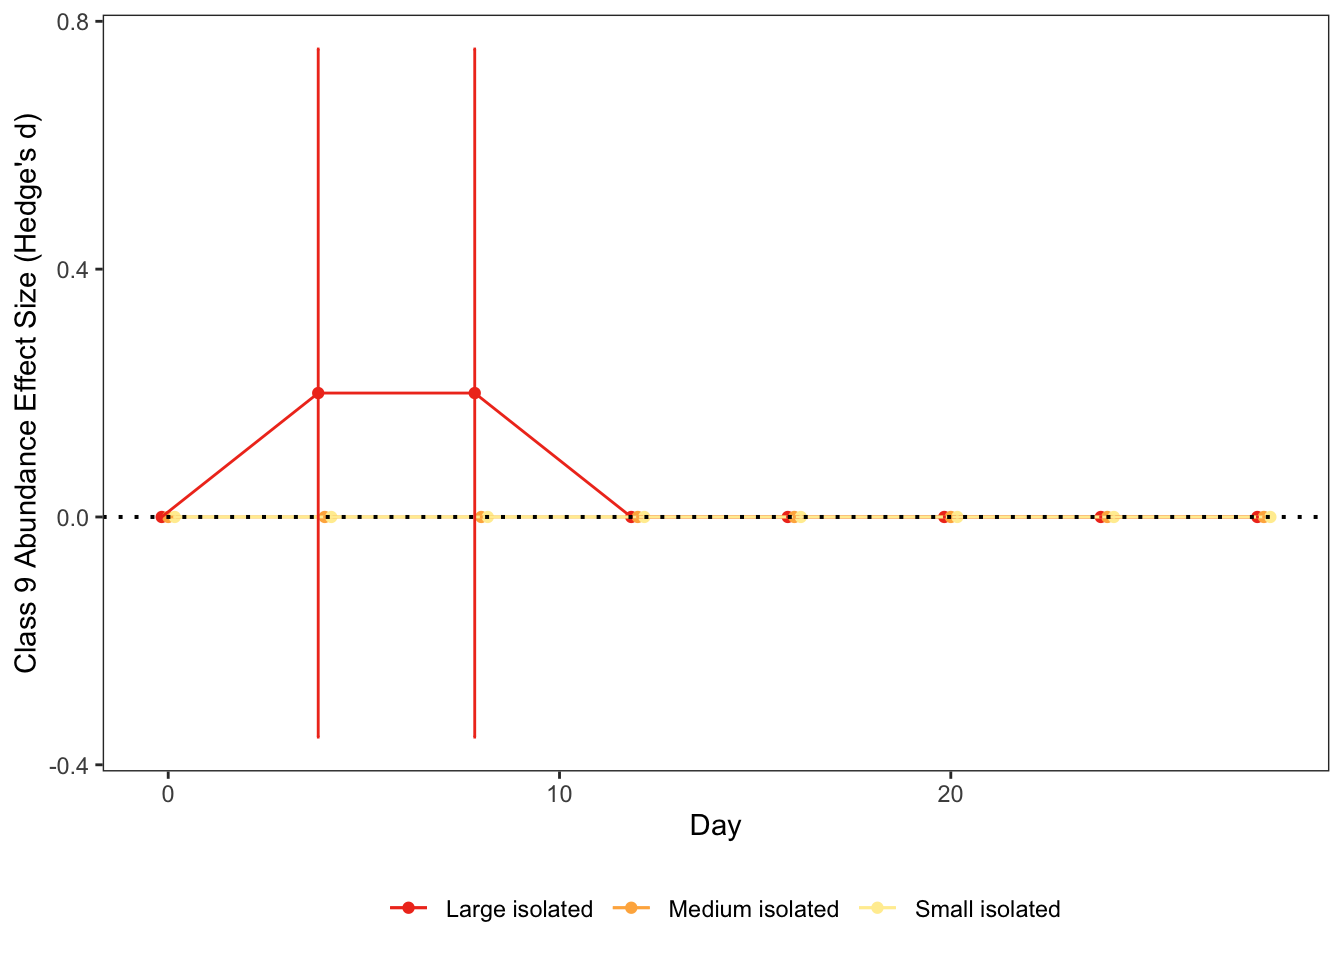 Class 9 Abundance Effect Size (Hedge's d)
0.8
0.4
0.0
-0.4
0
10
20
Day
Large isolated
Medium isolated
Small isolated